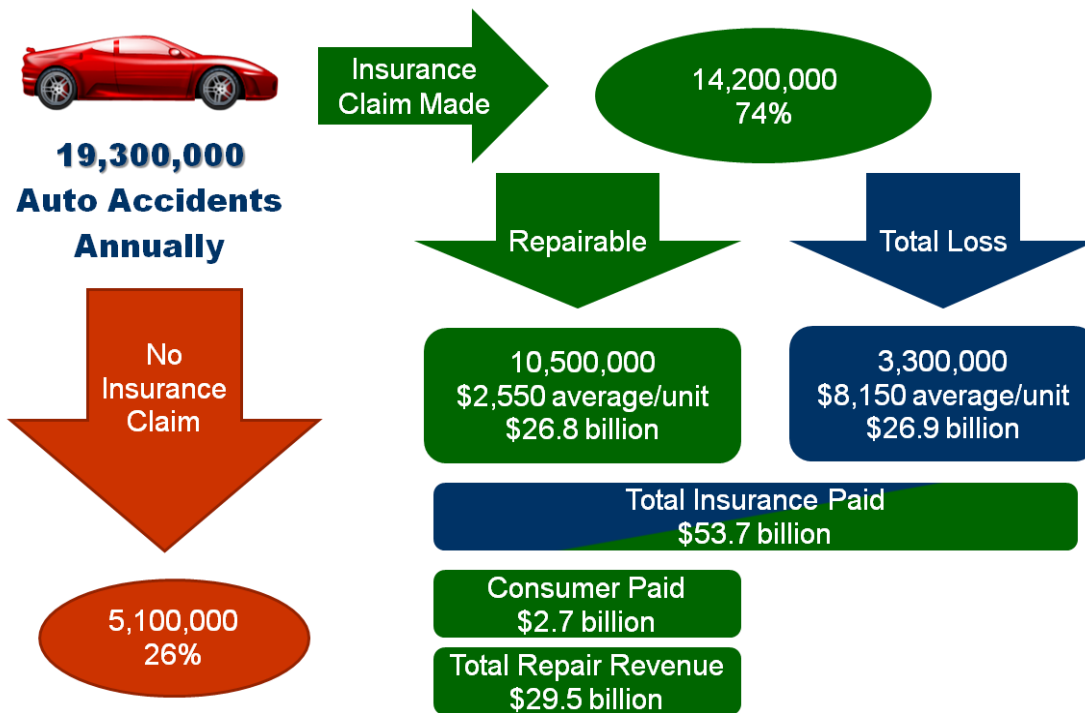 19,300,000
Auto Accidents
Annually
Insurance
Claim Made
14,200,000
74%
Repairable
Total Loss
No
Insurance
Claim
10,500,000
$2,550 average/unit
$26.8 billion
3,300,000
$8,150 average/unit
$26.9 billion
Total Insurance Paid
$53.7 billion
Consumer Paid
$2.7 billion
5,100,000
26%
Total Repair Revenue
$29.5 billion